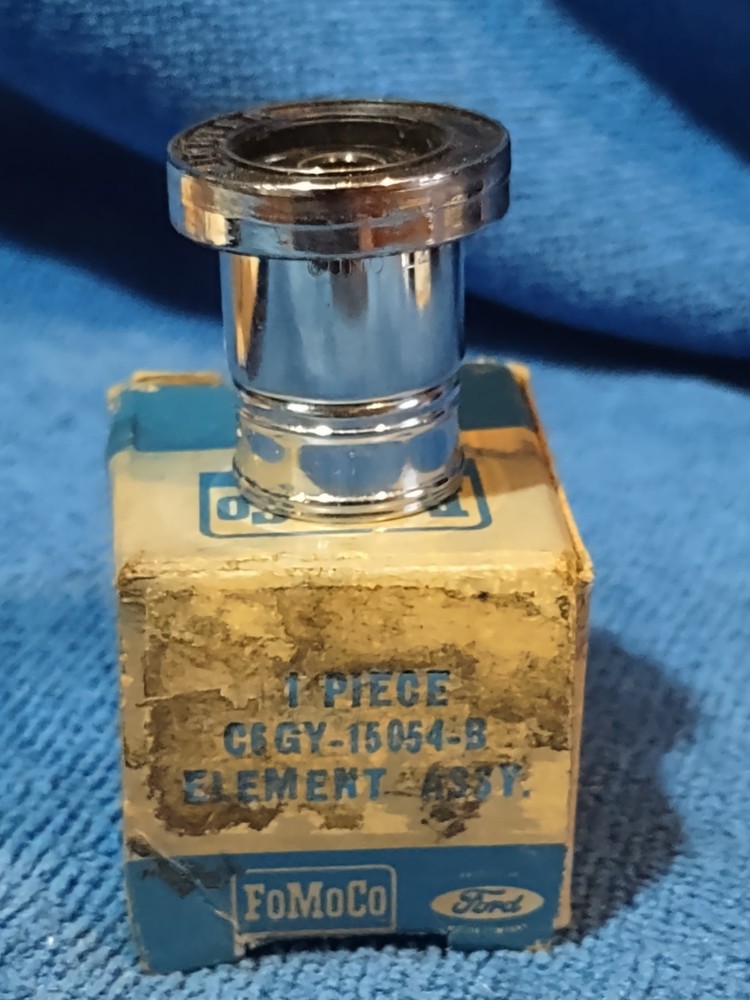 1 PIECE
C6GY-15054-B
ELEMENT ASSY.
FoMoCo
Ford